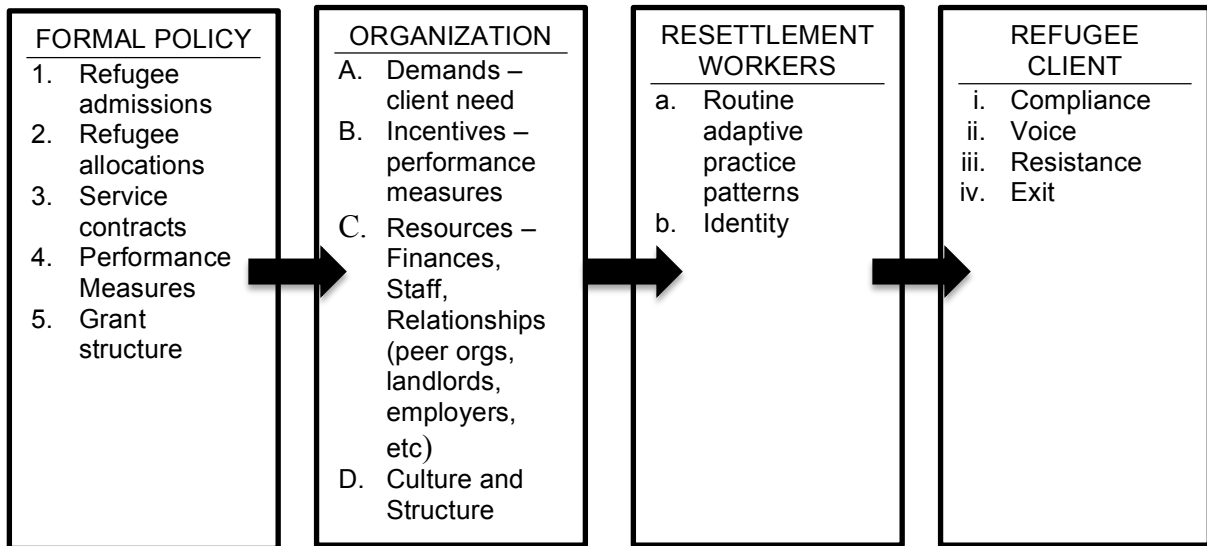 FORMAL POLICY
1. Refugee
admissions
2. Refugee
allocations
3. Service
contracts
4. Performance
Measures
5. Grant
structure
ORGANIZATION
A. Demands –
client need
B. Incentives –
performance
measures
C. Resources –
Finances,
Staff,
Relationships
(peer orgs,
landlords,
employers,
etc)
D. Culture and
Structure
RESETTLEMENT
WORKERS
a. Routine
adaptive
practice
patterns
b. Identity
REFUGEE
CLIENT
i. Compliance
ii. Voice
iii. Resistance
iv. Exit